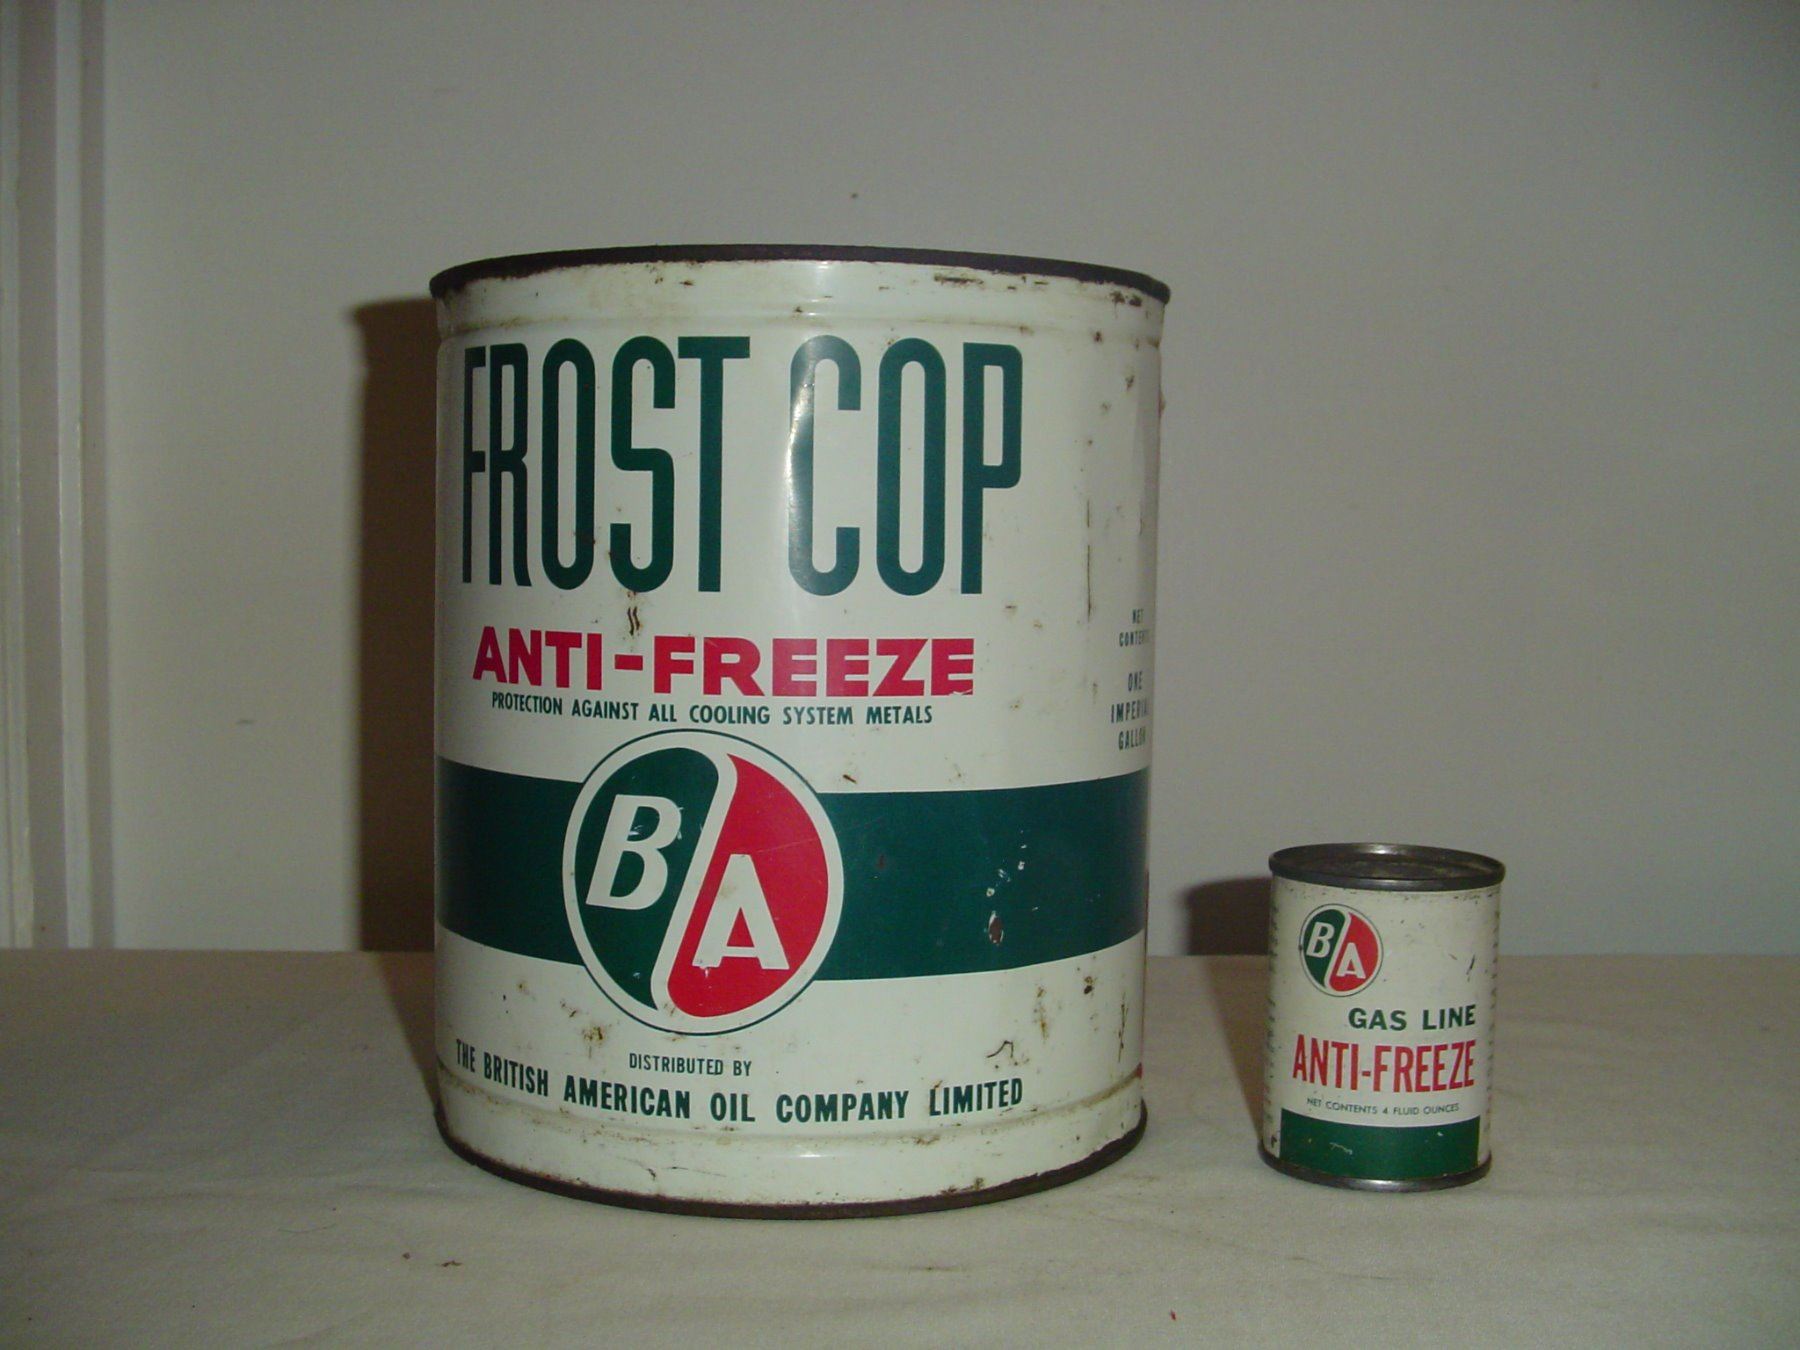 FROST COP
ANTI-FREEZE
PROTECTION AGAINST ALL COOLING SYSTEM METALS
BA
DISTRIBUTED BY
THE BRITISH AMERICAN OIL COMPANY LIMITED
NET
CONTENTS
ONE
IMPERIAL
GALLON
BA
GAS LINE
ANTI-FREEZE
NET CONTENTS 4 FLUID OUNCES